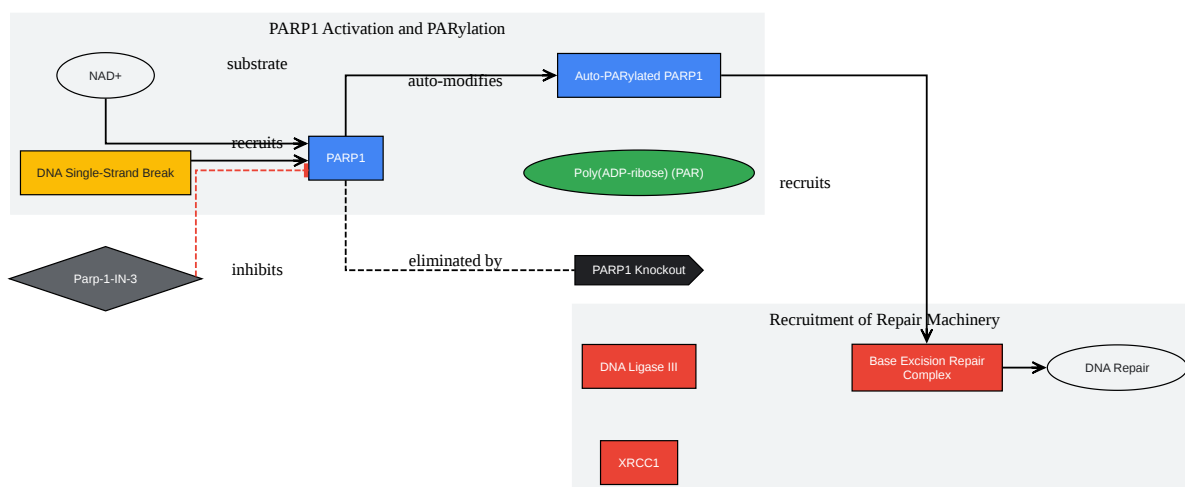 PARP1 Activation and PARylation
substrate
NAD+
auto-modifies
Auto-PARylated PARP1
recruits
DNA Single-Strand Break
PARP1
Poly(ADP-ribose) (PAR)
recruits
Parp-1-IN-3
inhibits
eliminated by
PARP1 Knockout
Recruitment of Repair Machinery
DNA Ligase III
Base Excision Repair
Complex
DNA Repair
XRCC1